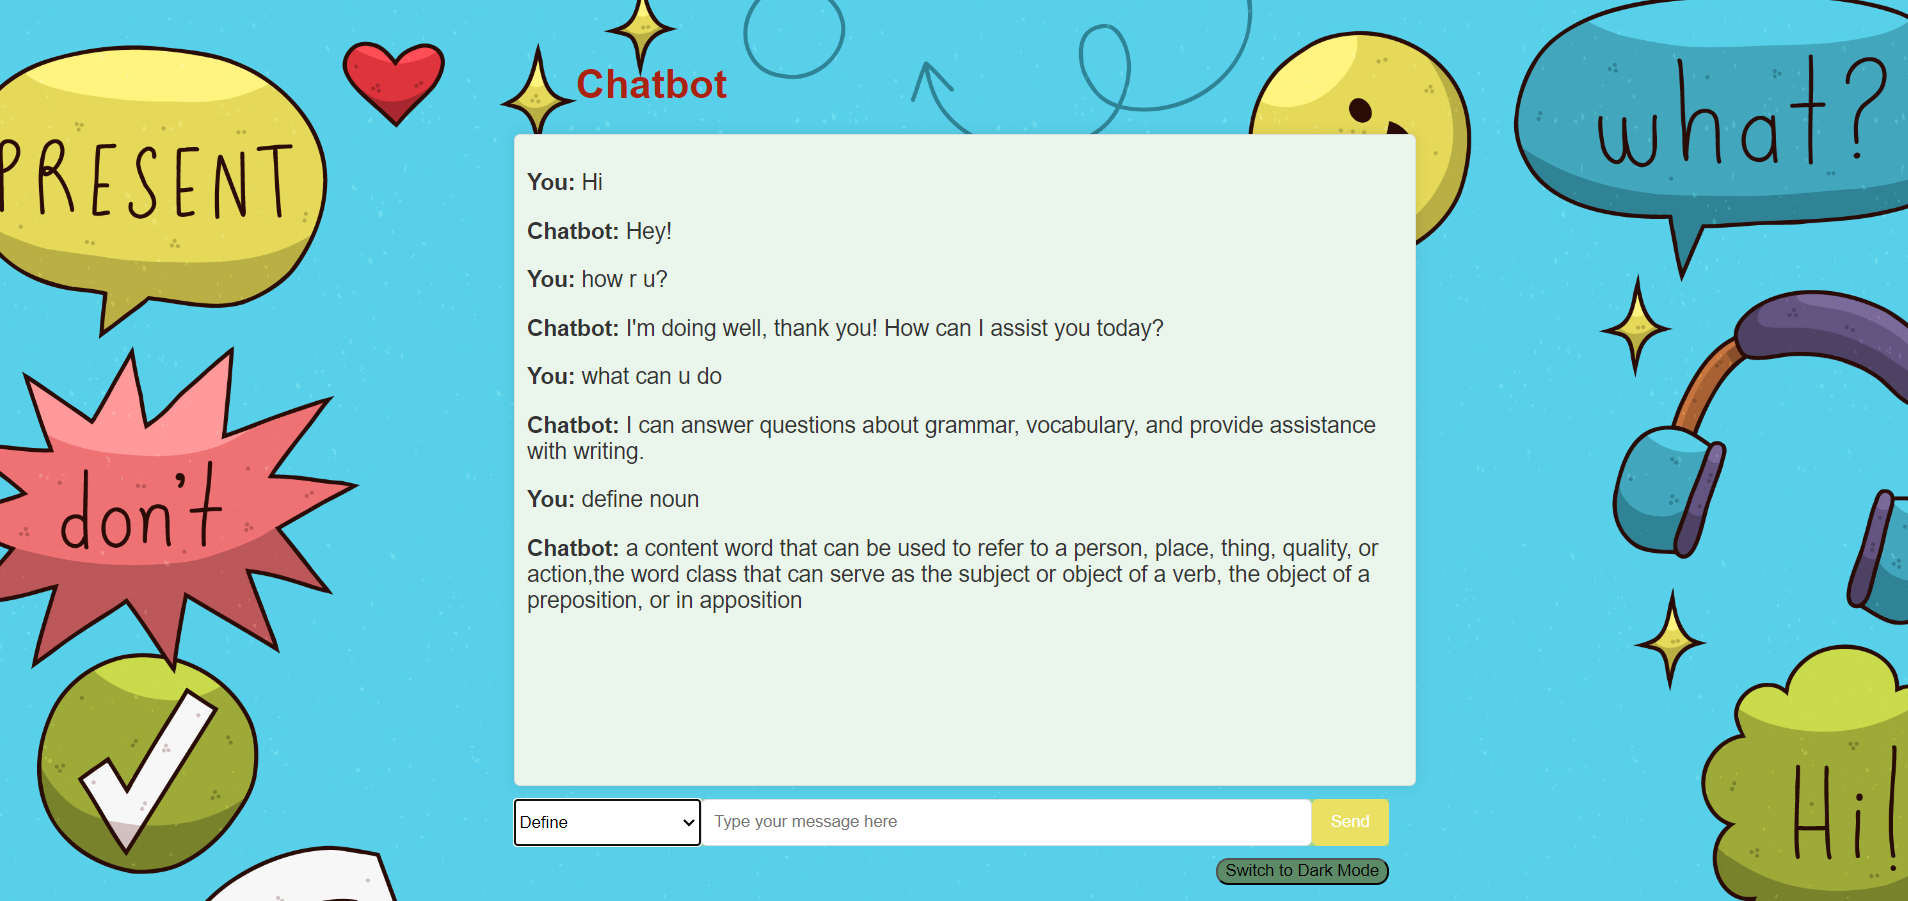 PRESENT
what?
Chatbot
You: Hi
Chatbot: Hey!
You: how r u?
Chatbot: I'm doing well, thank you! How can I assist you today?
You: what can u do
Chatbot: I can answer questions about grammar, vocabulary, and provide assistance
with writing.
You: define noun
Chatbot: a content word that can be used to refer to a person, place, thing, quality, or
action,the word class that can serve as the subject or object of a verb, the object of a
preposition, or in apposition
don't
Hi!
Define
Type your message here
Send
Switch to Dark Mode